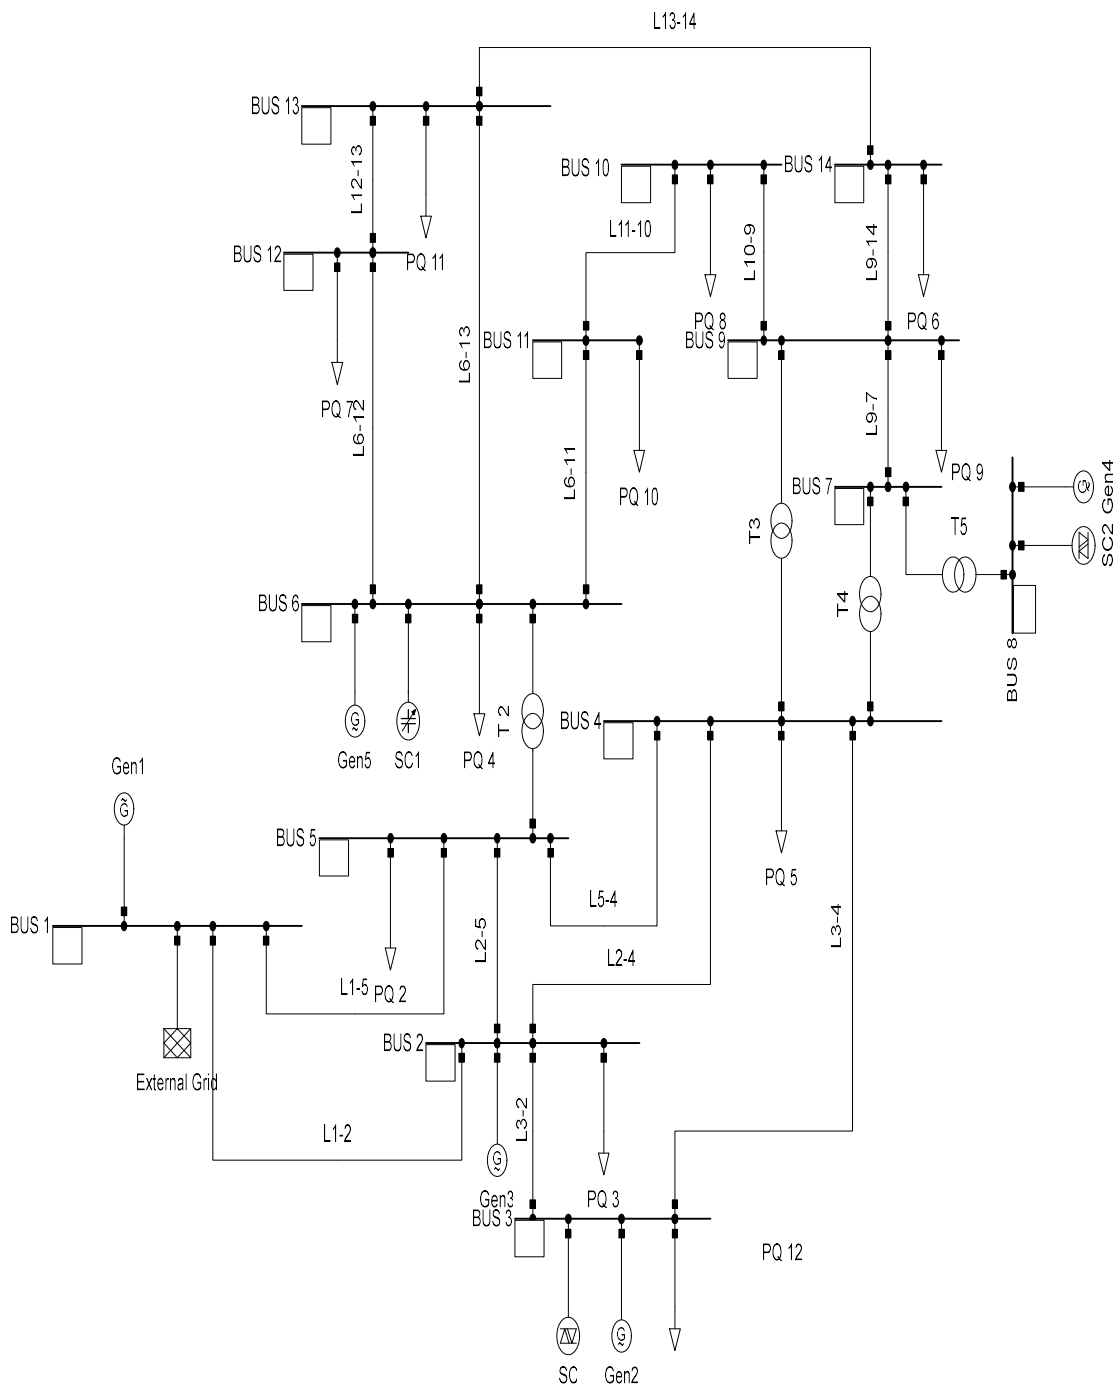 L13-14
BUS 13
BUS 10
BUS 14
L12-13
L11-10
L10-9
L9-14
BUS 12
PQ 11
PQ 8
PQ 6
BUS 11
BUS 9
L6-13
PQ 7
L6-12
L9-7
L6-11
PQ 9
BUS 7
PQ 10
T3
T5
Gen4
SC2
T4
BUS 6
BUS 8
T 2
BUS 4
G
G
Gen5
SC1
PQ 4
Gen1
G
BUS 5
PQ 5
L5-4
BUS 1
L2-5
L3-4
L2-4
L1-5
PQ 2
BUS 2
External Grid
L3-2
L1-2
G
Gen3
PQ 3
BUS 3
PQ 12
G
SC
Gen2